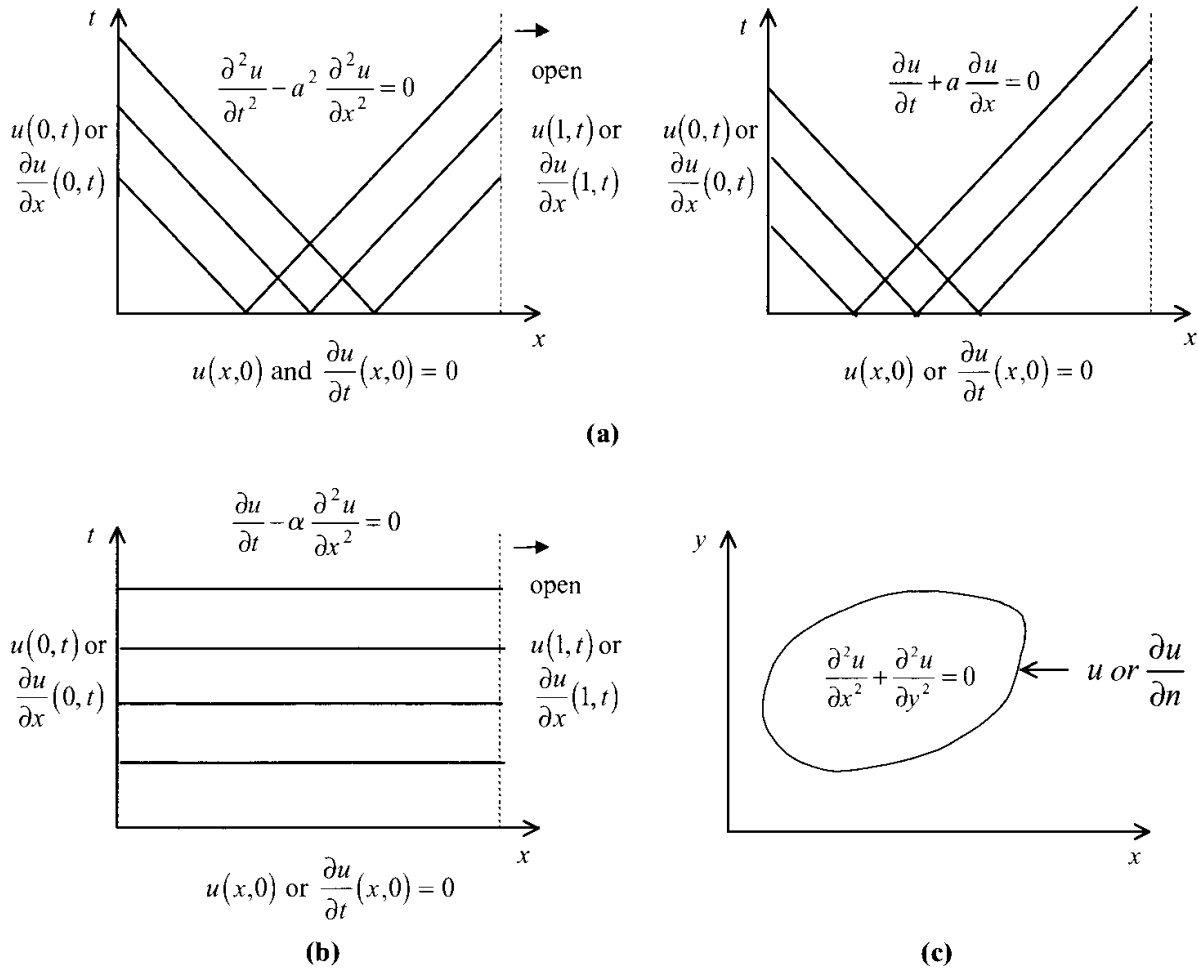 t
∂²u/∂t² − a² ∂²u/∂x² = 0
open
u(0,t) or
∂u/∂x (0,t)
u(1,t) or
∂u/∂x (1,t)
x
u(x,0) and ∂u/∂t (x,0) = 0
t
∂u/∂t + a ∂u/∂x = 0
u(0,t) or
∂u/∂x (0,t)
x
u(x,0) or ∂u/∂t (x,0) = 0
(a)
∂u/∂t − α ∂²u/∂x² = 0
t
open
u(0,t) or
∂u/∂x (0,t)
u(1,t) or
∂u/∂x (1,t)
x
u(x,0) or ∂u/∂t (x,0) = 0
(b)
y
∂²u/∂x² + ∂²u/∂y² = 0
u or ∂u/∂n
x
(c)